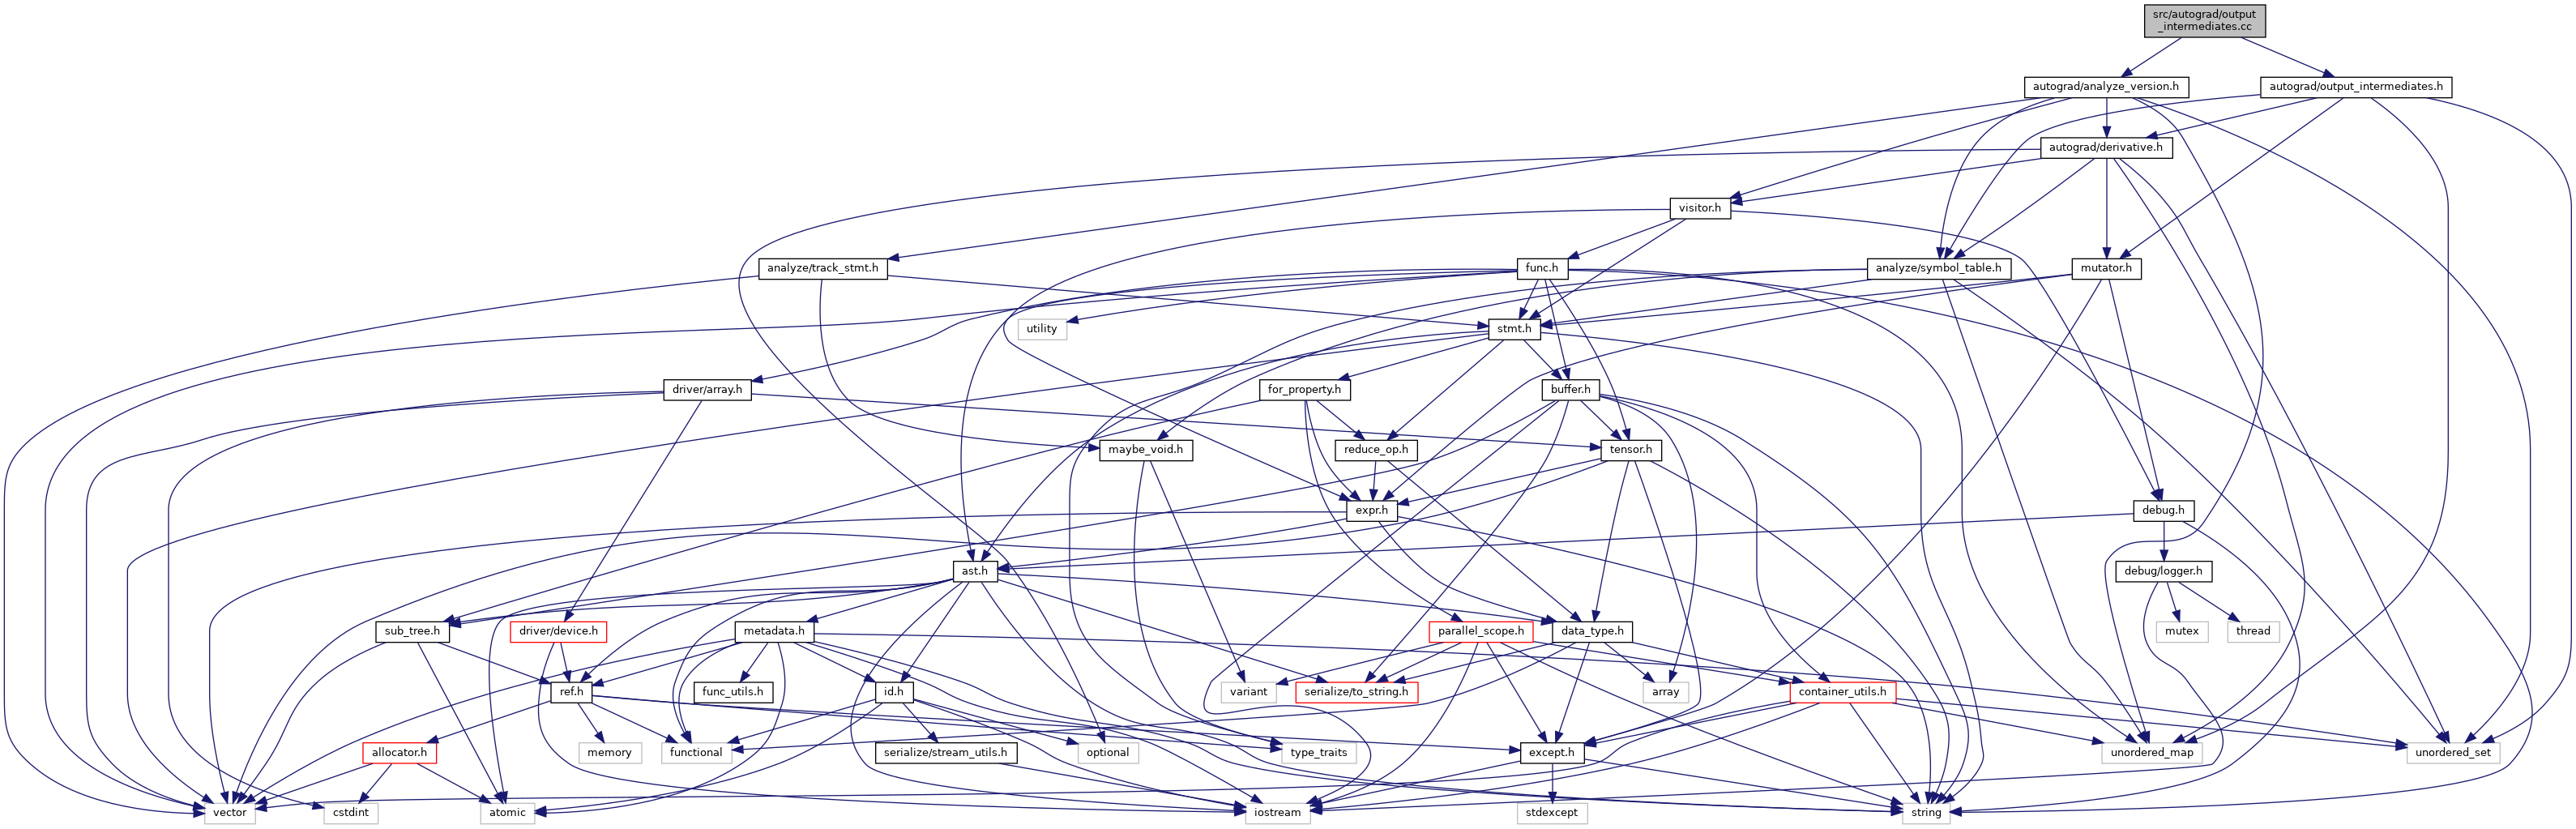 src/autograd/output
_intermediates.cc
autograd/analyze_version.h
autograd/output_intermediates.h
autograd/derivative.h
visitor.h
analyze/track_stmt.h
func.h
analyze/symbol_table.h
mutator.h
utility
stmt.h
driver/array.h
for_property.h
buffer.h
maybe_void.h
reduce_op.h
tensor.h
expr.h
debug.h
ast.h
debug/logger.h
sub_tree.h
driver/device.h
metadata.h
parallel_scope.h
data_type.h
mutex
thread
ref.h
func_utils.h
id.h
variant
serialize/to_string.h
array
container_utils.h
allocator.h
memory
functional
serialize/stream_utils.h
optional
type_traits
except.h
unordered_map
unordered_set
vector
cstdint
atomic
iostream
stdexcept
string